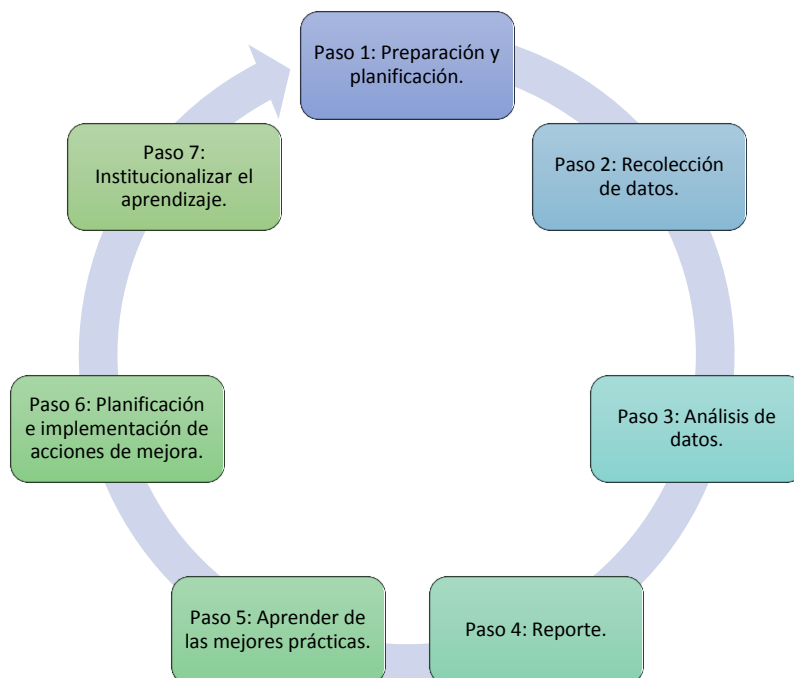 Paso 1: Preparación y
planificación.
Paso 2: Recolección
de datos.
Paso 3: Análisis de
datos.
Paso 4: Reporte.
Paso 5: Aprender de
las mejores prácticas.
Paso 6: Planificación
e implementación de
acciones de mejora.
Paso 7:
Institucionalizar el
aprendizaje.